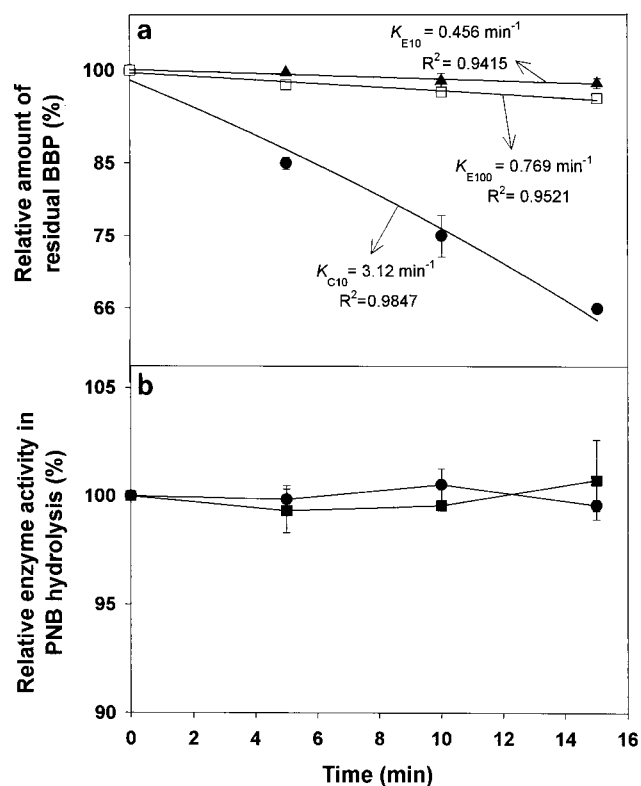 a
K_E10 = 0.456 min⁻¹
R² = 0.9415
100
85
75
66
K_E100 = 0.769 min⁻¹
R² = 0.9521
K_C10 = 3.12 min⁻¹
R²=0.9847
Relative amount of
residual BBP (%)
b
105
100
95
90
Relative enzyme activity in
PNB hydrolysis (%)
0 2 4 6 8 10 12 14 16
Time (min)